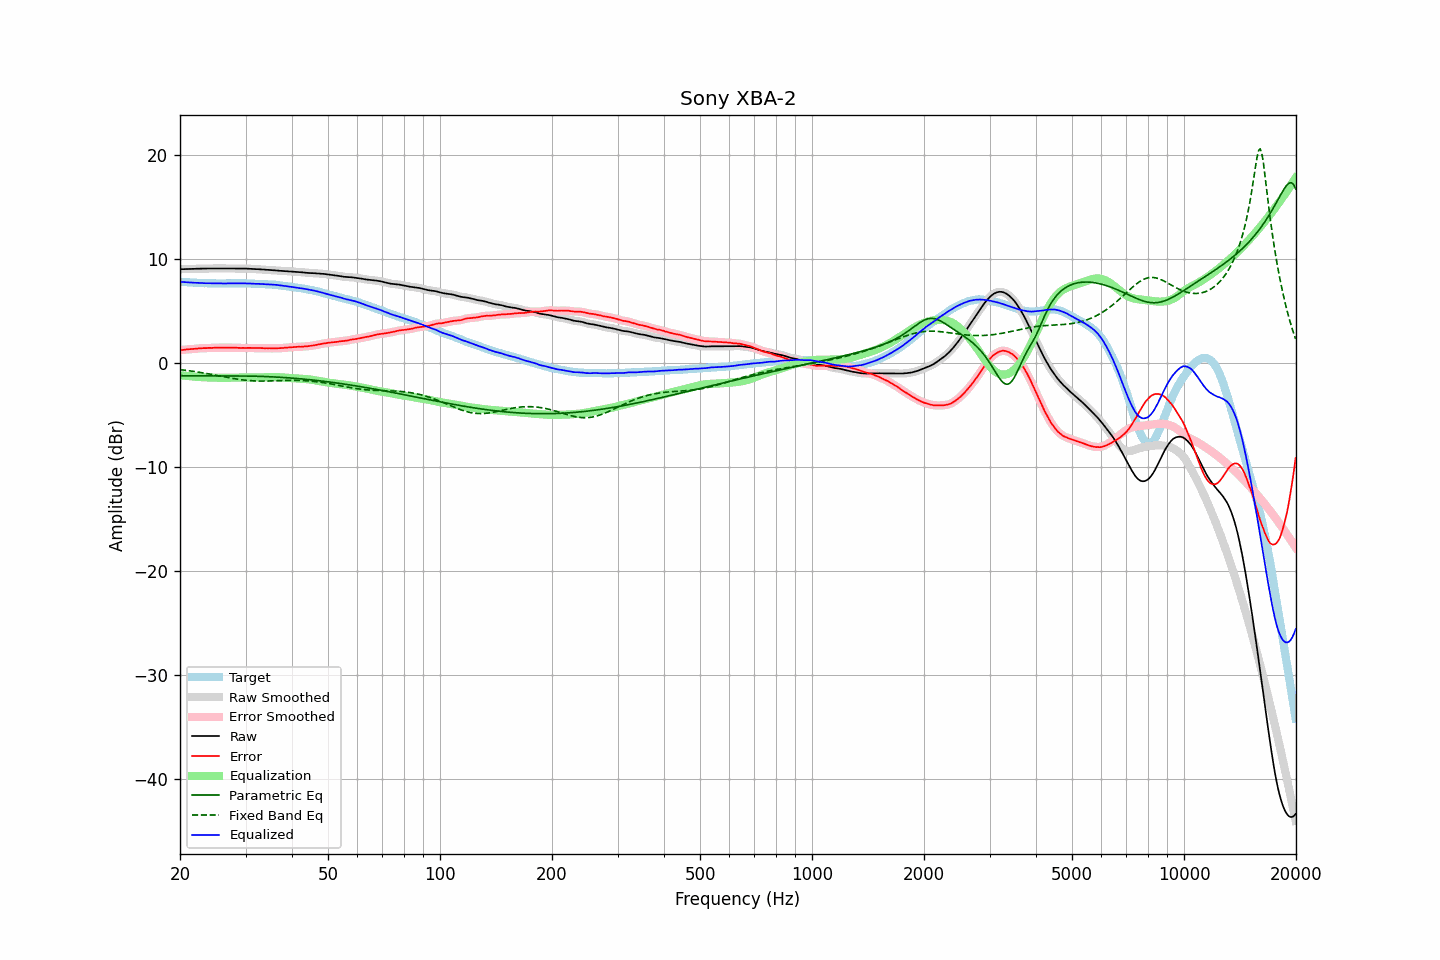 Sony XBA-2
Amplitude (dBr)
20
10
0
−10
−20
−30
−40
Target
Raw Smoothed
Error Smoothed
Raw
Error
Equalization
Parametric Eq
Fixed Band Eq
Equalized
20 50 100 200 500 1000 2000 5000 10000 20000
Frequency (Hz)